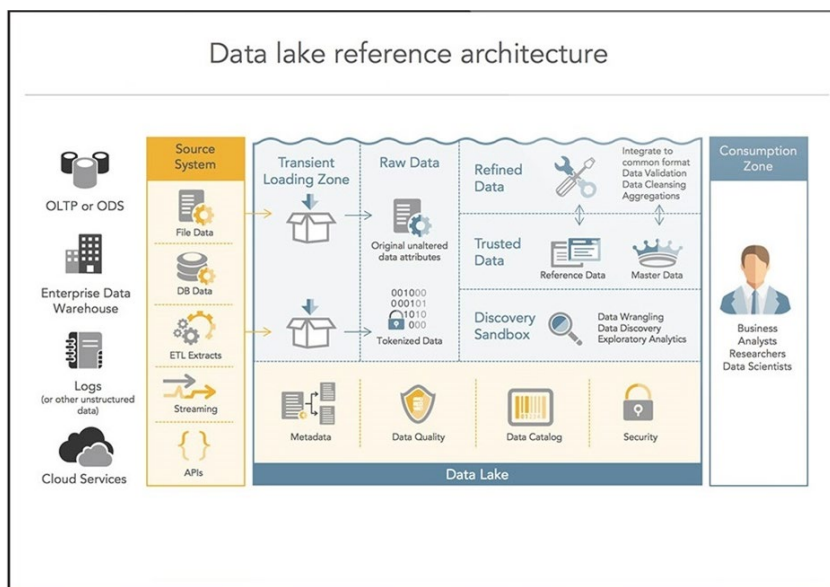 Data lake reference architecture
OLTP or ODS
Enterprise Data
Warehouse
Logs
(or other unstructured
data)
Cloud Services
Source
System
File Data
DB Data
ETL Extracts
Streaming
APIs
Transient
Loading Zone
Raw Data
Original unaltered
data attributes
001000
000101
1010
000
Tokenized Data
Refined
Data
Integrate to
common format
Data Validation
Data Cleansing
Aggregations
Trusted
Data
Reference Data
Master Data
Discovery
Sandbox
Data Wrangling
Data Discovery
Exploratory Analytics
Metadata
Data Quality
Data Catalog
Security
Data Lake
Consumption
Zone
Business
Analysts
Researchers
Data Scientists